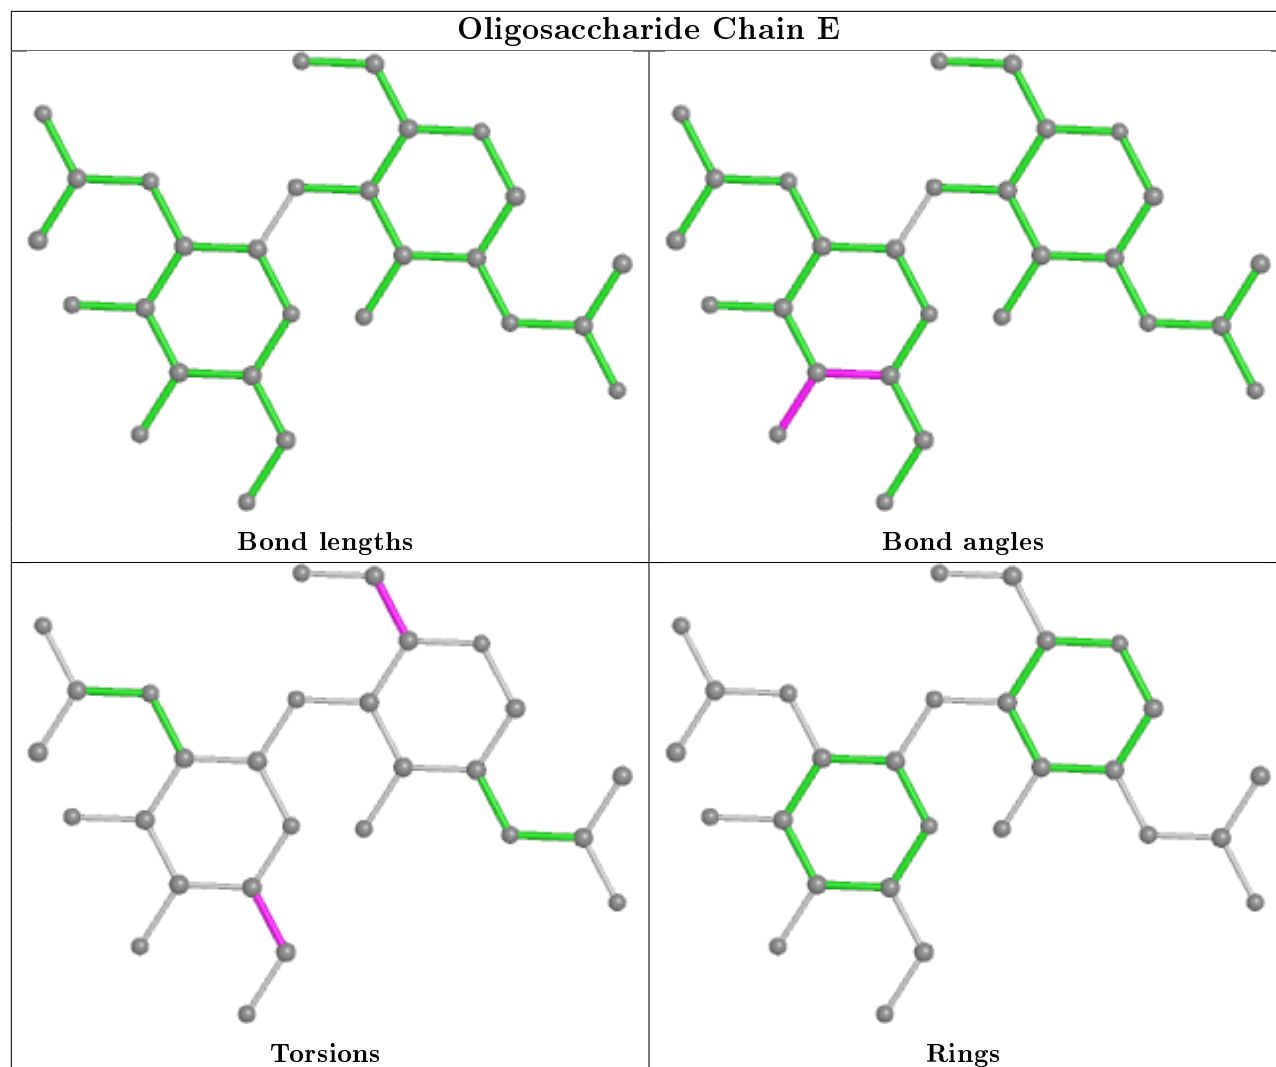 Oligosaccharide Chain E
Bond lengths
Bond angles
Torsions
Rings